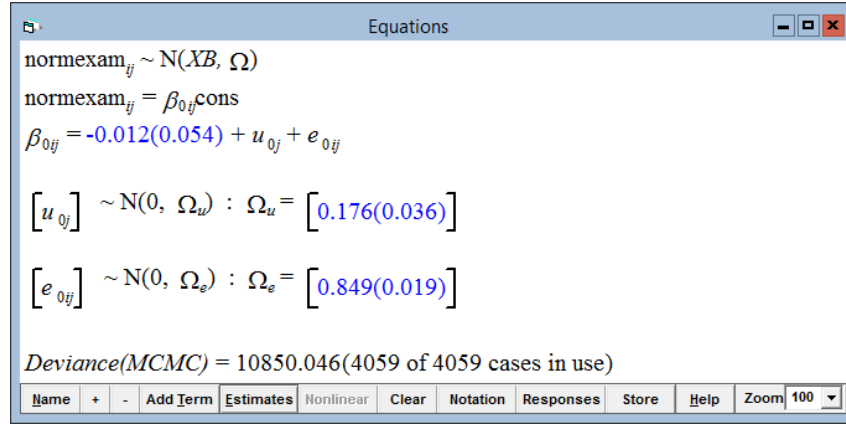 Equations
normexam_ij ~ N(XB, Ω)
normexam_ij = β_0ij cons
β_0ij = -0.012(0.054) + u_0j + e_0ij
[u_0j] ~ N(0, Ω_u) : Ω_u = [0.176(0.036)]
[e_0ij] ~ N(0, Ω_e) : Ω_e = [0.849(0.019)]
Deviance(MCMC) = 10850.046(4059 of 4059 cases in use)
Name + - Add Term Estimates Nonlinear Clear Notation Responses Store Help Zoom 100